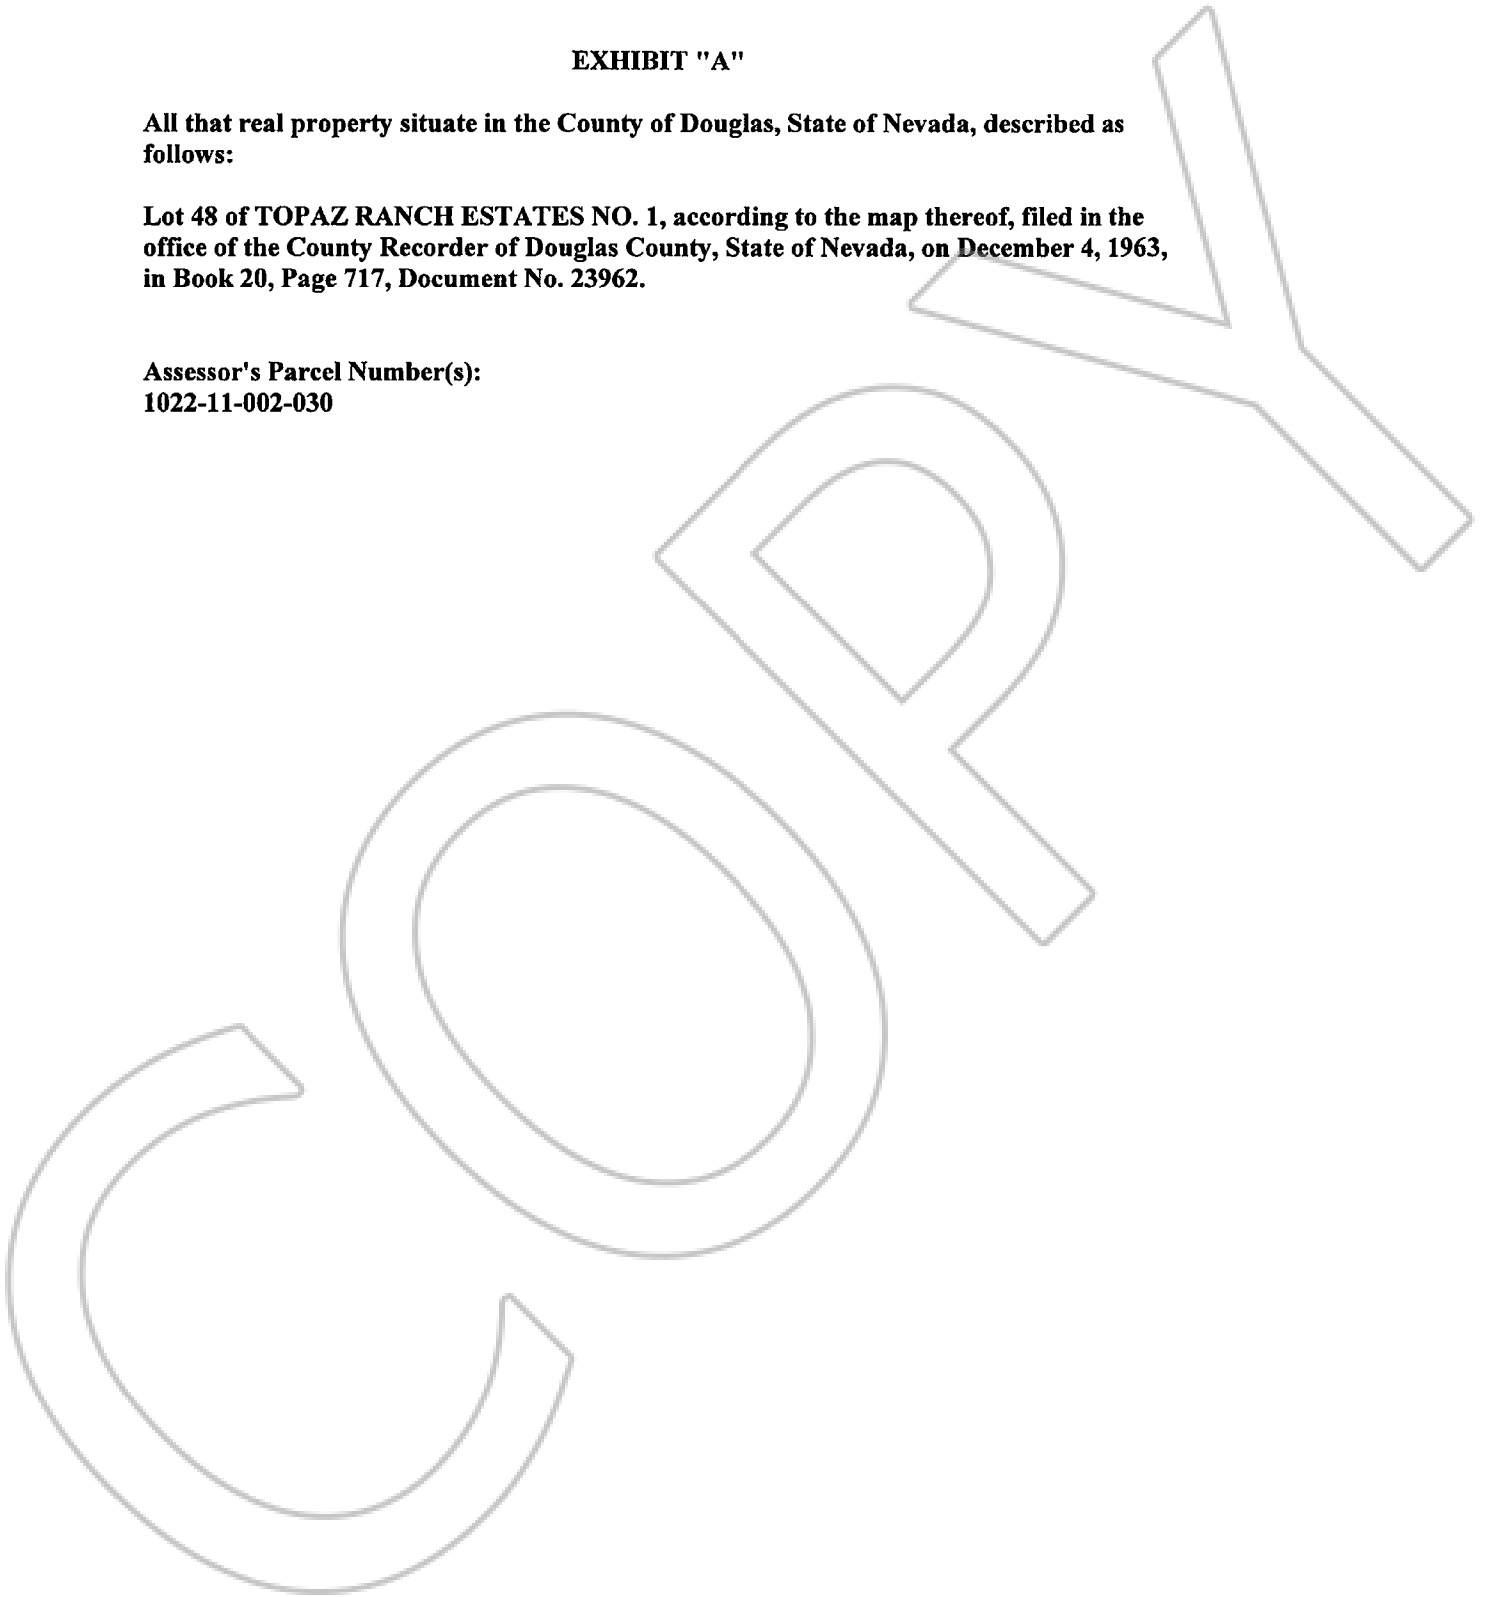 EXHIBIT "A"
All that real property situate in the County of Douglas, State of Nevada, described as
follows:
Lot 48 of TOPAZ RANCH ESTATES NO. 1, according to the map thereof, filed in the
office of the County Recorder of Douglas County, State of Nevada, on December 4, 1963,
in Book 20, Page 717, Document No. 23962.
Assessor's Parcel Number(s):
1022-11-002-030
COPY